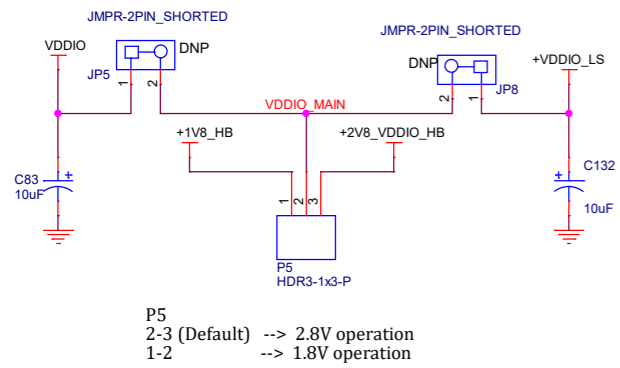 JMPR-2PIN_SHORTED
VDDIO
DNP
JP5
1
2
JMPR-2PIN_SHORTED
DNP
+VDDIO_LS
JP8
2
1
VDDIO_MAIN
+1V8_HB
+2V8_VDDIO_HB
C83
10uF
+
1
2
3
+
C132
10uF
P5
HDR3-1x3-P
P5
2-3 (Default) --> 2.8V operation
1-2 --> 1.8V operation